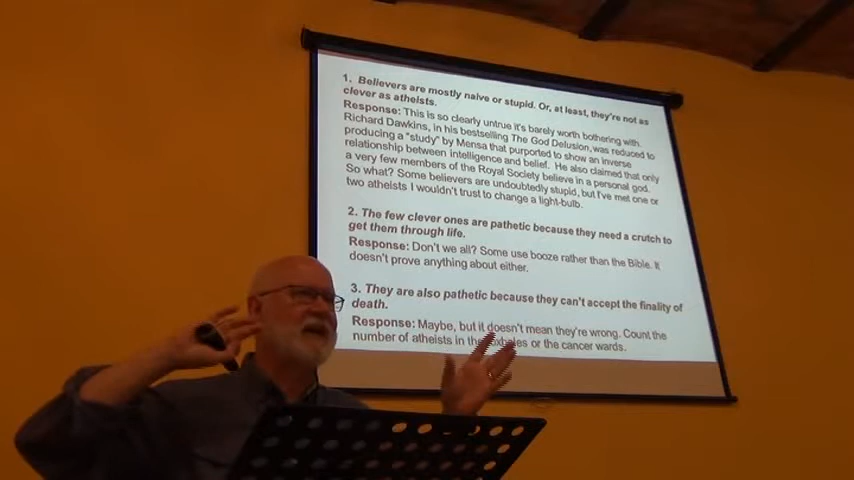 1. Believers are mostly naive or stupid. Or, at least, they're not as
clever as atheists.
Response: This is so clearly untrue it's barely worth bothering with.
Richard Dawkins, in his bestselling The God Delusion, was reduced to
producing a "study" by Mensa that purported to show an inverse
relationship between intelligence and belief. He also claimed that only
a very few members of the Royal Society believe in a personal god.
So what? Some believers are undoubtedly stupid, but I've met one or
two atheists I wouldn't trust to change a light-bulb.
2. The few clever ones are pathetic because they need a crutch to
get them through life.
Response: Don't we all? Some use booze rather than the Bible. It
doesn't prove anything about either.
3. They are also pathetic because they can't accept the finality of
death.
Response: Maybe, but it doesn't mean they're wrong. Count the
number of atheists in the foxholes or the cancer wards.